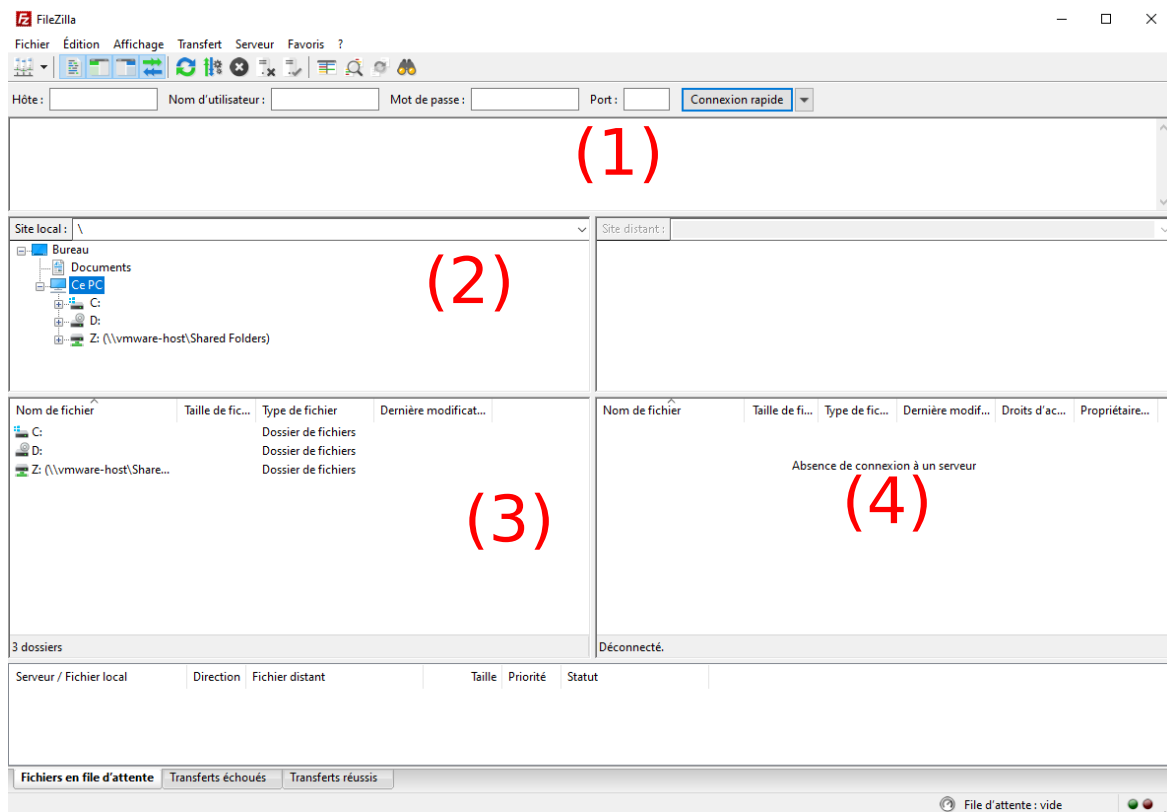 FileZilla
Fichier Édition Affichage Transfert Serveur Favoris ?
Hôte : Nom d'utilisateur : Mot de passe : Port : Connexion rapide
(1)
Site local : \
Site distant :
Bureau
Documents
Ce PC
C:
D:
Z: (\\vmware-host\Shared Folders)
(2)
Nom de fichier Taille de fic... Type de fichier Dernière modificat...
C: Dossier de fichiers
D: Dossier de fichiers
Z: (\\vmware-host\Share... Dossier de fichiers
(3)
3 dossiers
Nom de fichier Taille de fi... Type de fic... Dernière modif... Droits d'ac... Propriétaire...
Absence de connexion à un serveur
(4)
Déconnecté.
Serveur / Fichier local Direction Fichier distant Taille Priorité Statut
Fichiers en file d'attente Transferts échoués Transferts réussis
File d'attente : vide